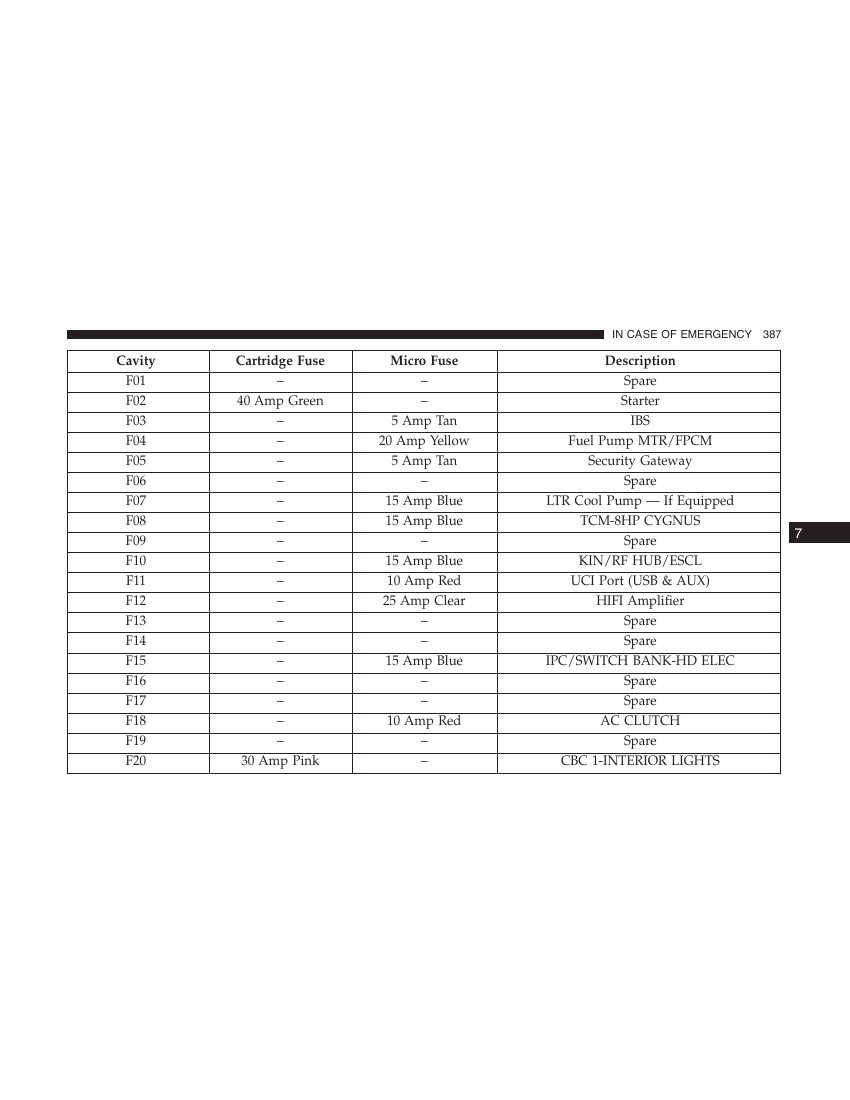 IN CASE OF EMERGENCY 387
Cavity Cartridge Fuse Micro Fuse Description
F01 – – Spare
F02 40 Amp Green – Starter
F03 – 5 Amp Tan IBS
F04 – 20 Amp Yellow Fuel Pump MTR/FPCM
F05 – 5 Amp Tan Security Gateway
F06 – – Spare
F07 – 15 Amp Blue LTR Cool Pump — If Equipped
F08 – 15 Amp Blue TCM-8HP CYGNUS
F09 – – Spare
F10 – 15 Amp Blue KIN/RF HUB/ESCL
F11 – 10 Amp Red UCI Port (USB & AUX)
F12 – 25 Amp Clear HIFI Amplifier
F13 – – Spare
F14 – – Spare
F15 – 15 Amp Blue IPC/SWITCH BANK-HD ELEC
F16 – – Spare
F17 – – Spare
F18 – 10 Amp Red AC CLUTCH
F19 – – Spare
F20 30 Amp Pink – CBC 1-INTERIOR LIGHTS
7